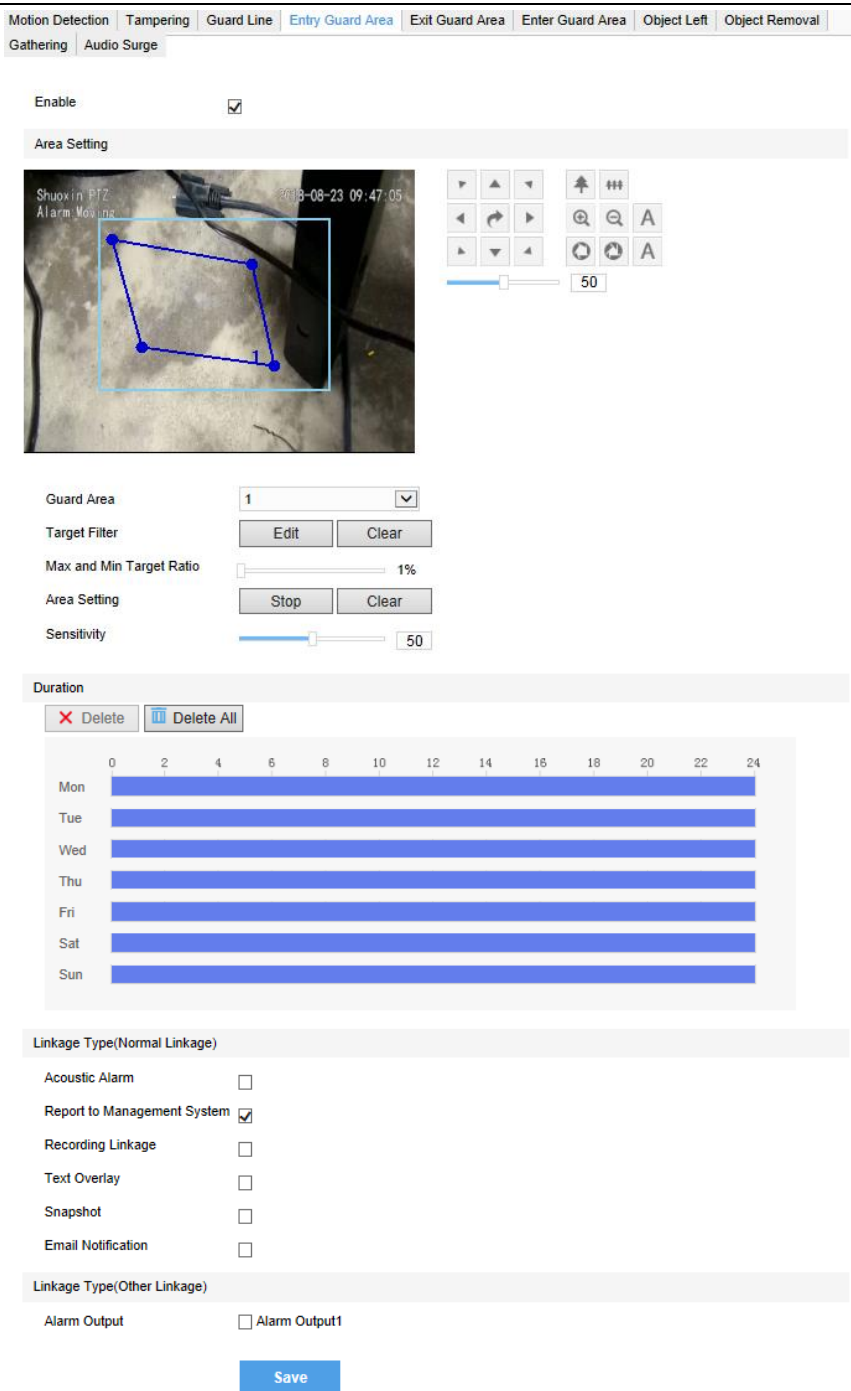 Motion Detection Tampering Guard Line Entry Guard Area Exit Guard Area Enter Guard Area Object Left Object Removal
Gathering Audio Surge
Enable
Area Setting
Shuoxin PTZ 2018-08-23 09:47:05
Alarm:Moving
1
A
A
50
Guard Area 1
Target Filter Edit Clear
Max and Min Target Ratio 1%
Area Setting Stop Clear
Sensitivity 50
Duration
Delete Delete All
0 2 4 6 8 10 12 14 16 18 20 22 24
Mon
Tue
Wed
Thu
Fri
Sat
Sun
Linkage Type(Normal Linkage)
Acoustic Alarm
Report to Management System
Recording Linkage
Text Overlay
Snapshot
Email Notification
Linkage Type(Other Linkage)
Alarm Output Alarm Output1
Save